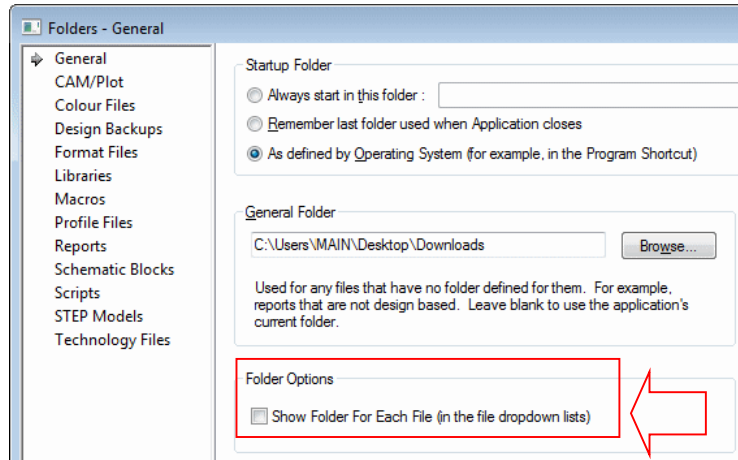 Folders - General
General
CAM/Plot
Colour Files
Design Backups
Format Files
Libraries
Macros
Profile Files
Reports
Schematic Blocks
Scripts
STEP Models
Technology Files
Startup Folder
Always start in this folder :
Remember last folder used when Application closes
As defined by Operating System (for example, in the Program Shortcut)
General Folder
C:\Users\MAIN\Desktop\Downloads
Browse...
Used for any files that have no folder defined for them. For example,
reports that are not design based. Leave blank to use the application's
current folder.
Folder Options
Show Folder For Each File (in the file dropdown lists)